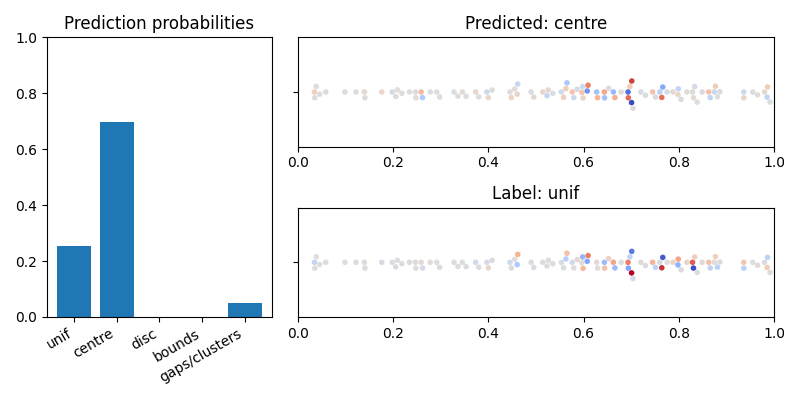 Prediction probabilities
1.0
0.8
0.6
0.4
0.2
0.0
unif
centre
disc
bounds
gaps/clusters
Predicted: centre
0.0 0.2 0.4 0.6 0.8 1.0
Label: unif
0.0 0.2 0.4 0.6 0.8 1.0